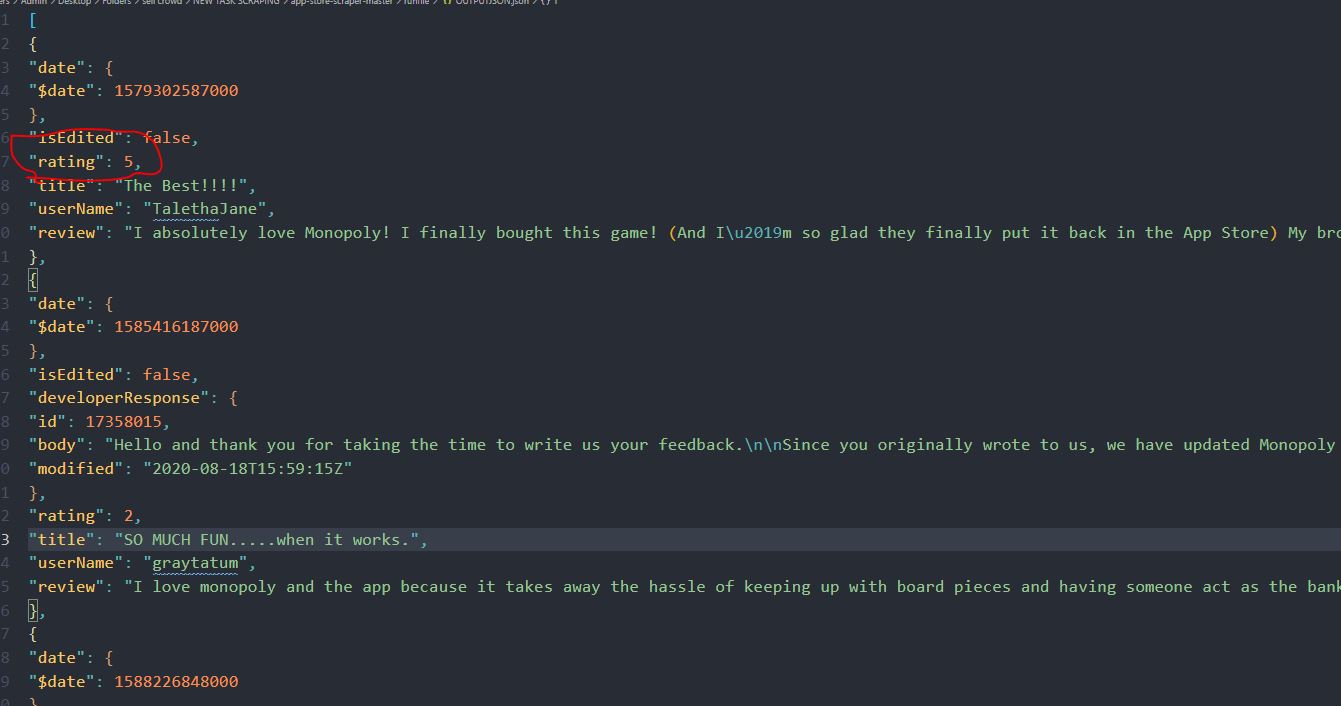 Admin > Desktop > Folders > sell crowd > NEW TASK SCRAPING > app-store-scraper-master > runfile > {} OUTPUTJSON.json > {} 1
1 [
2 {
3 "date": {
4 "$date": 1579302587000
5 },
6 "isEdited": false,
7 "rating": 5,
8 "title": "The Best!!!!",
9 "userName": "TalethaJane",
0 "review": "I absolutely love Monopoly! I finally bought this game! (And I\u2019m so glad they finally put it back in the App Store) My bro
1 },
2 {
3 "date": {
4 "$date": 1585416187000
5 },
6 "isEdited": false,
7 "developerResponse": {
8 "id": 17358015,
9 "body": "Hello and thank you for taking the time to write us your feedback.\n\nSince you originally wrote to us, we have updated Monopoly
0 "modified": "2020-08-18T15:59:15Z"
1 },
2 "rating": 2,
3 "title": "SO MUCH FUN.....when it works.",
4 "userName": "graytatum",
5 "review": "I love monopoly and the app because it takes away the hassle of keeping up with board pieces and having someone act as the bank
6 },
7 {
8 "date": {
9 "$date": 1588226848000
0 }